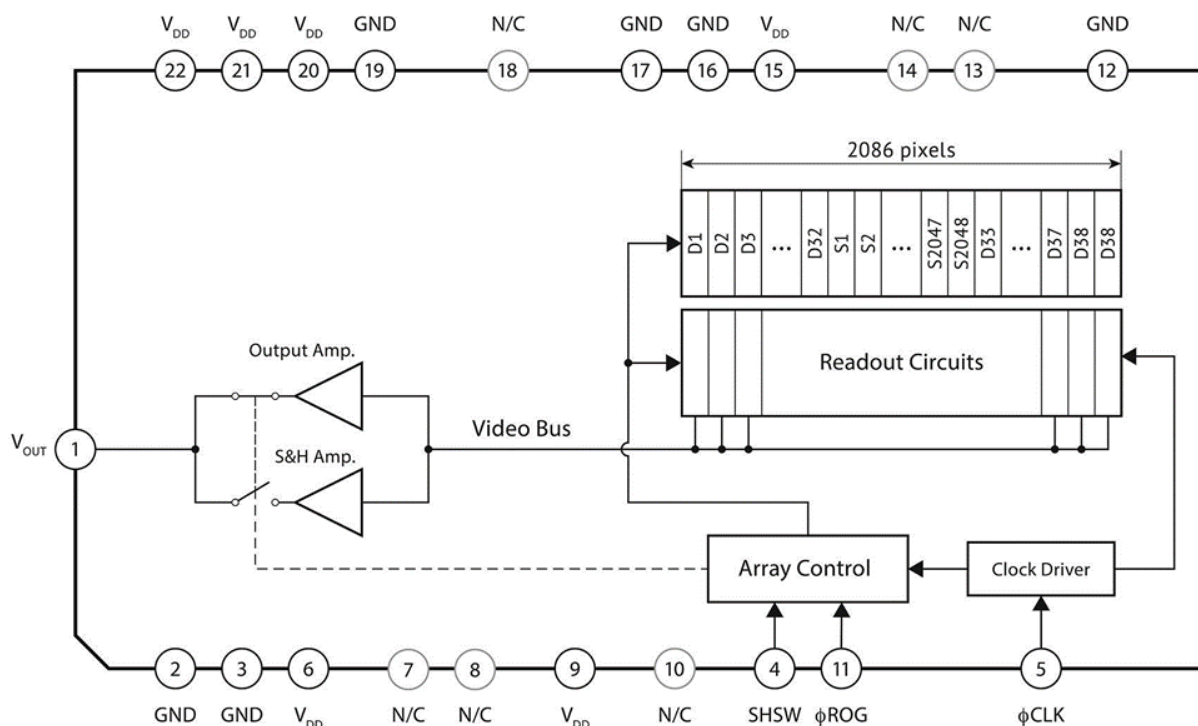 V_DD V_DD V_DD GND N/C GND GND V_DD N/C N/C GND
22 21 20 19 18 17 16 15 14 13 12
2086 pixels
D1 D2 D3 ... D32 S1 S2 ... S2047 S2048 D33 ... D37 D38 D38
Output Amp.
Readout Circuits
V_OUT 1
Video Bus
S&H Amp.
Array Control
Clock Driver
2 3 6 7 8 9 10 4 11 5
GND GND V_DD N/C N/C V_DD N/C SHSW ϕROG ϕCLK